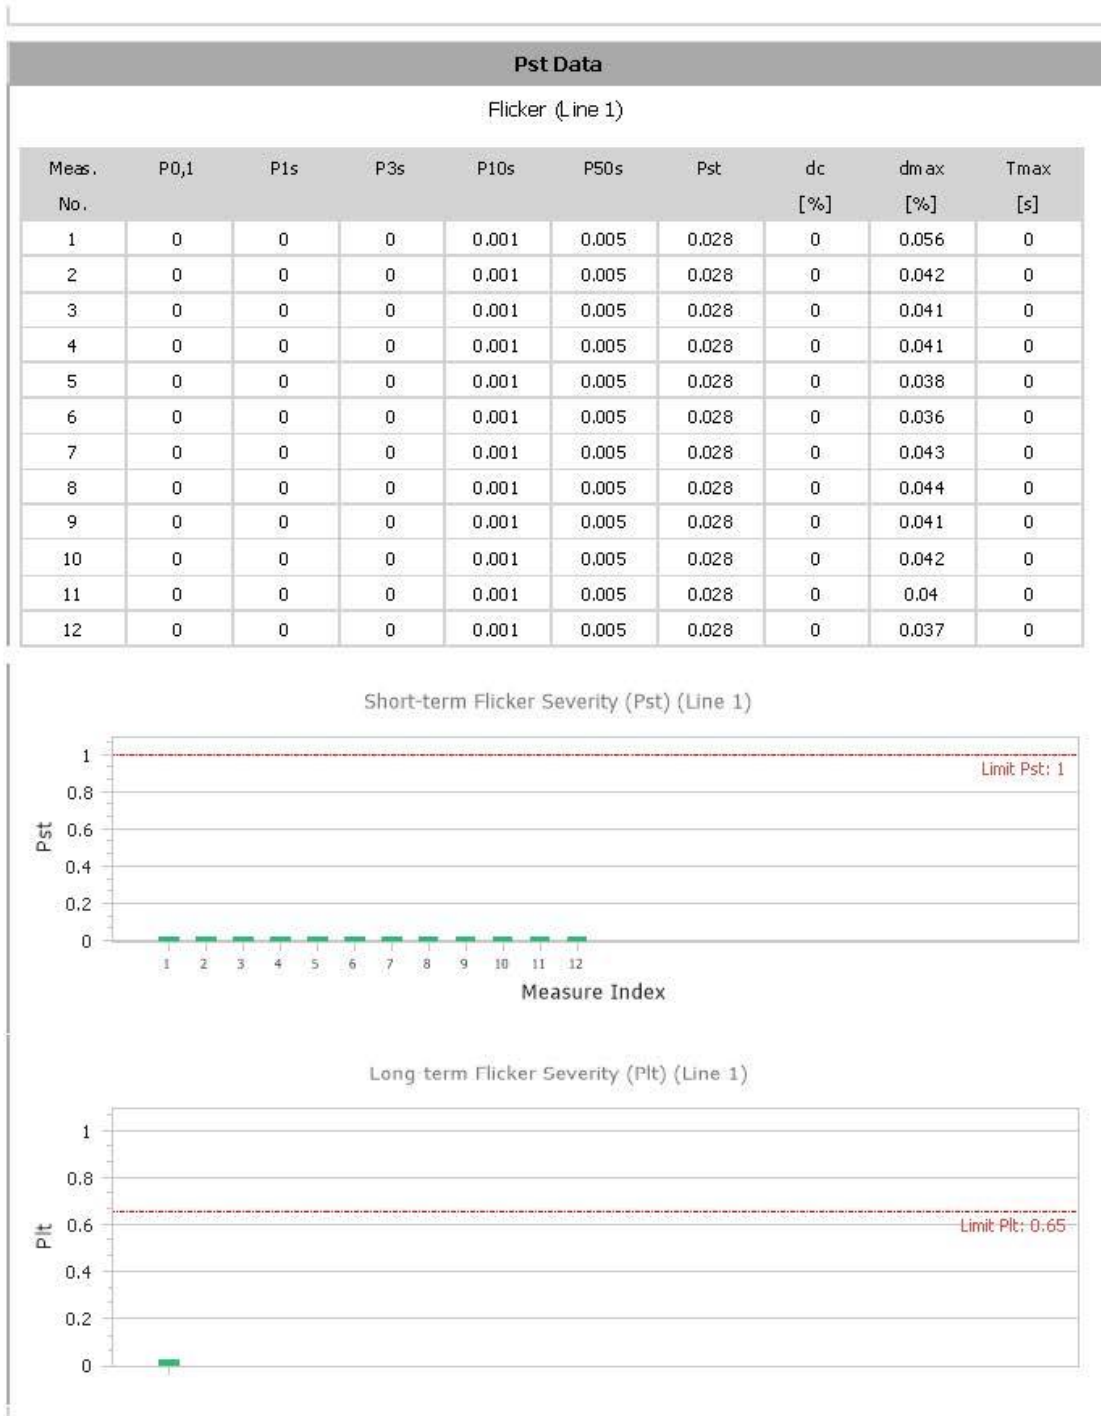 Pst Data
Flicker (Line 1)
Meas. No. P0,1 P1s P3s P10s P50s Pst dc [%] dmax [%] Tmax [s]
1 0 0 0 0.001 0.005 0.028 0 0.056 0
2 0 0 0 0.001 0.005 0.028 0 0.042 0
3 0 0 0 0.001 0.005 0.028 0 0.041 0
4 0 0 0 0.001 0.005 0.028 0 0.041 0
5 0 0 0 0.001 0.005 0.028 0 0.038 0
6 0 0 0 0.001 0.005 0.028 0 0.036 0
7 0 0 0 0.001 0.005 0.028 0 0.043 0
8 0 0 0 0.001 0.005 0.028 0 0.044 0
9 0 0 0 0.001 0.005 0.028 0 0.041 0
10 0 0 0 0.001 0.005 0.028 0 0.042 0
11 0 0 0 0.001 0.005 0.028 0 0.04 0
12 0 0 0 0.001 0.005 0.028 0 0.037 0
Short-term Flicker Severity (Pst) (Line 1)
1
Limit Pst: 1
0.8
0.6
Pst
0.4
0.2
0
1 2 3 4 5 6 7 8 9 10 11 12
Measure Index
Long-term Flicker Severity (Plt) (Line 1)
1
0.8
0.6
Limit Plt: 0.65
Plt
0.4
0.2
0